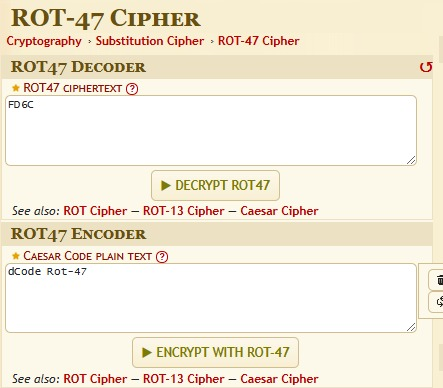 ROT-47 Cipher
Cryptography › Substitution Cipher › ROT-47 Cipher
ROT47 Decoder
★ ROT47 ciphertext ?
FD6C
▶ DECRYPT ROT47
See also: ROT Cipher — ROT-13 Cipher — Caesar Cipher
ROT47 Encoder
★ Caesar Code plain text ?
dCode Rot-47
▶ ENCRYPT WITH ROT-47
See also: ROT Cipher — ROT-13 Cipher — Caesar Cipher